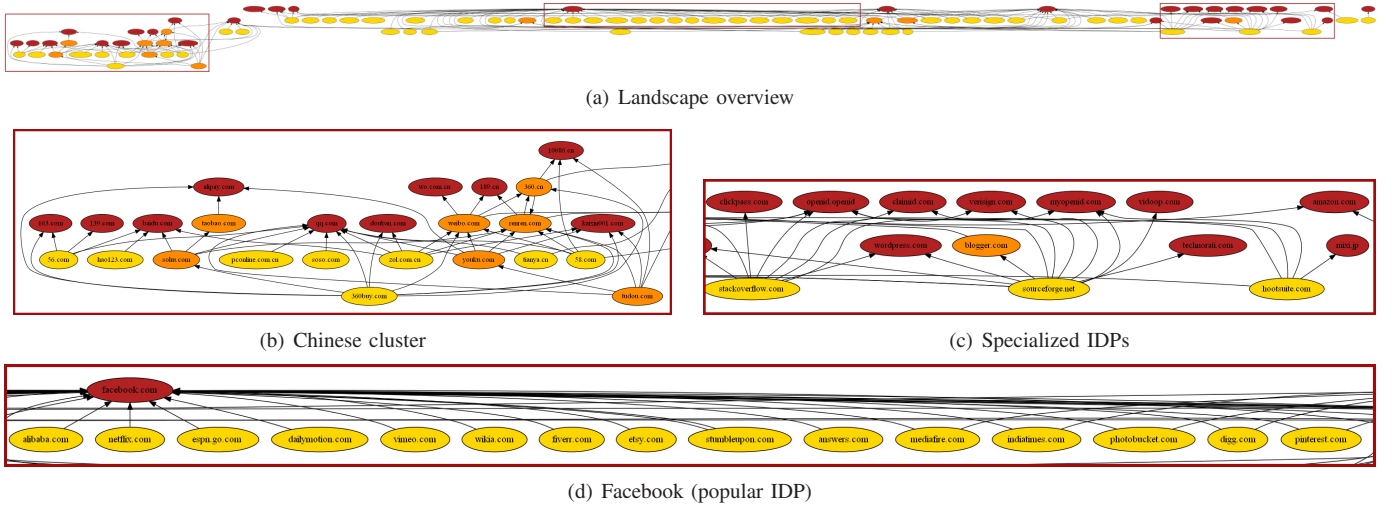 (a) Landscape overview
10086.cn
alipay.com
wo.com.cn
189.cn
360.cn
163.com
139.com
baidu.com
taobao.com
qq.com
douban.com
weibo.com
renren.com
kaixin001.com
56.com
hao123.com
sohu.com
pconline.com.cn
soso.com
zol.com.cn
youku.com
tianya.cn
58.com
360buy.com
tudou.com
(b) Chinese cluster
clickpass.com
openid.openid
claimid.com
verisign.com
myopenid.com
vidoop.com
amazon.com
wordpress.com
blogger.com
technorati.com
mixi.jp
stackoverflow.com
sourceforge.net
hootsuite.com
(c) Specialized IDPs
facebook.com
alibaba.com
netflix.com
espn.go.com
dailymotion.com
vimeo.com
wikia.com
fiverr.com
etsy.com
stumbleupon.com
answers.com
mediafire.com
indiatimes.com
photobucket.com
digg.com
pinterest.com
(d) Facebook (popular IDP)